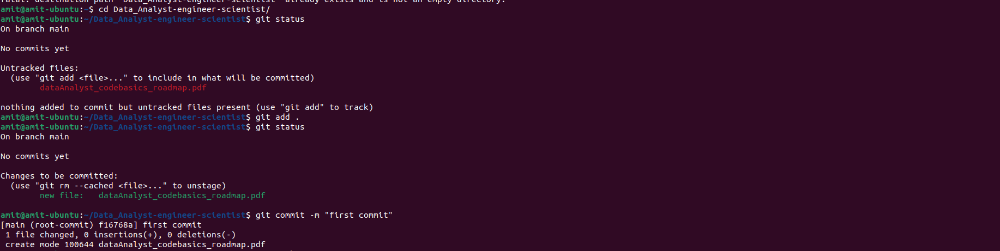 fatal: destination path 'Data_Analyst-engineer-scientist' already exists and is not an empty directory.
amit@amit-ubuntu:~$ cd Data_Analyst-engineer-scientist/
amit@amit-ubuntu:~/Data_Analyst-engineer-scientist$ git status
On branch main
No commits yet
Untracked files:
  (use "git add <file>..." to include in what will be committed)
        dataAnalyst_codebasics_roadmap.pdf
nothing added to commit but untracked files present (use "git add" to track)
amit@amit-ubuntu:~/Data_Analyst-engineer-scientist$ git add .
amit@amit-ubuntu:~/Data_Analyst-engineer-scientist$ git status
On branch main
No commits yet
Changes to be committed:
  (use "git rm --cached <file>..." to unstage)
        new file:   dataAnalyst_codebasics_roadmap.pdf
amit@amit-ubuntu:~/Data_Analyst-engineer-scientist$ git commit -m "first commit"
[main (root-commit) f16768a] first commit
 1 file changed, 0 insertions(+), 0 deletions(-)
 create mode 100644 dataAnalyst_codebasics_roadmap.pdf